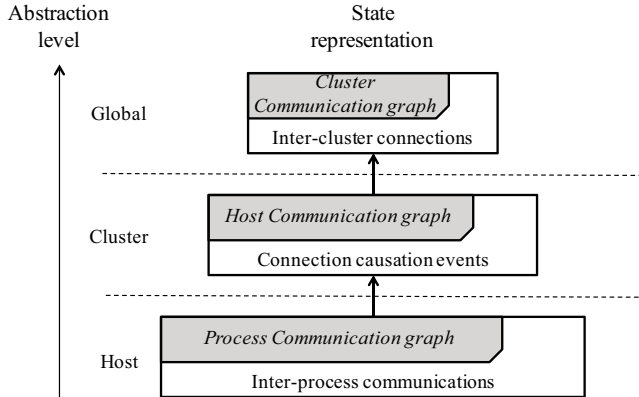 Abstraction
level
State
representation
Global
Cluster
Communication graph
Inter-cluster connections
Cluster
Host Communication graph
Connection causation events
Host
Process Communication graph
Inter-process communications